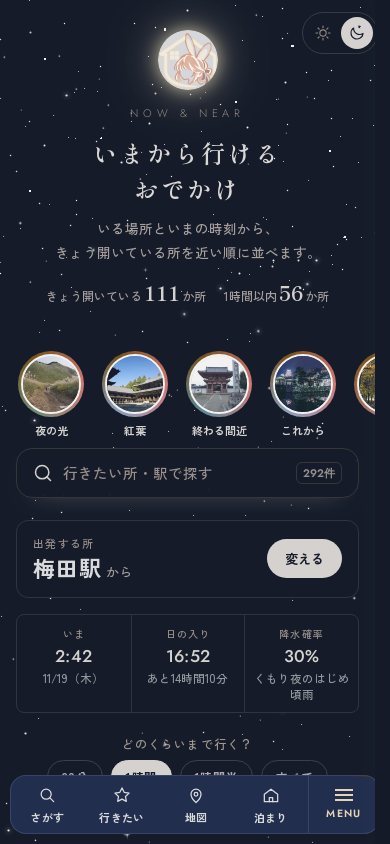 NOW & NEAR
いまから行ける
おでかけ
いる場所といまの時刻から、
きょう開いている所を近い順に並べます。
きょう開いている111か所 1時間以内56か所
夜の光 紅葉 終わる間近 これから
行きたい所・駅で探す 292件
出発する所
梅田駅から 変える
いま 日の入り 降水確率
2:42 16:52 30%
11/19（木） あと14時間10分 くもり夜のはじめ
頃雨
どのくらいまで行く？
さがす 行きたい 地図 泊まり MENU